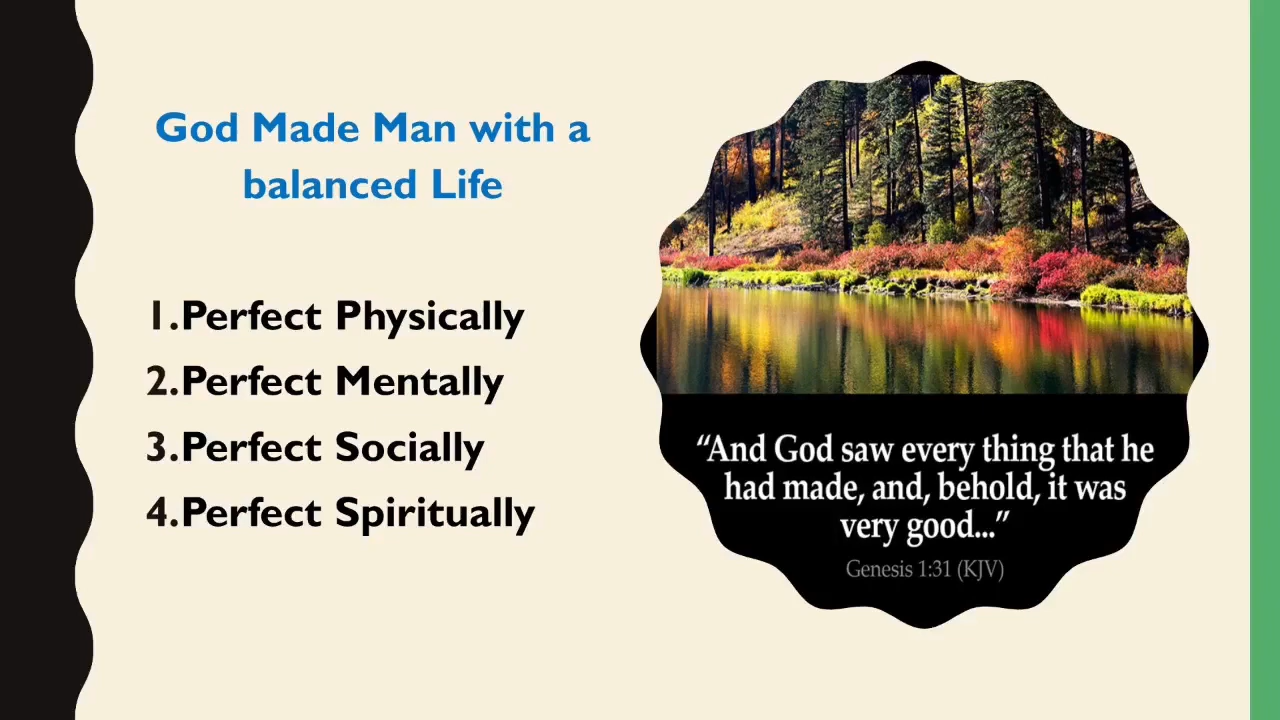 God Made Man with a
balanced Life
1.Perfect Physically
2.Perfect Mentally
3.Perfect Socially
4.Perfect Spiritually
“And God saw every thing that he
had made, and, behold, it was
very good...”
Genesis 1:31 (KJV)